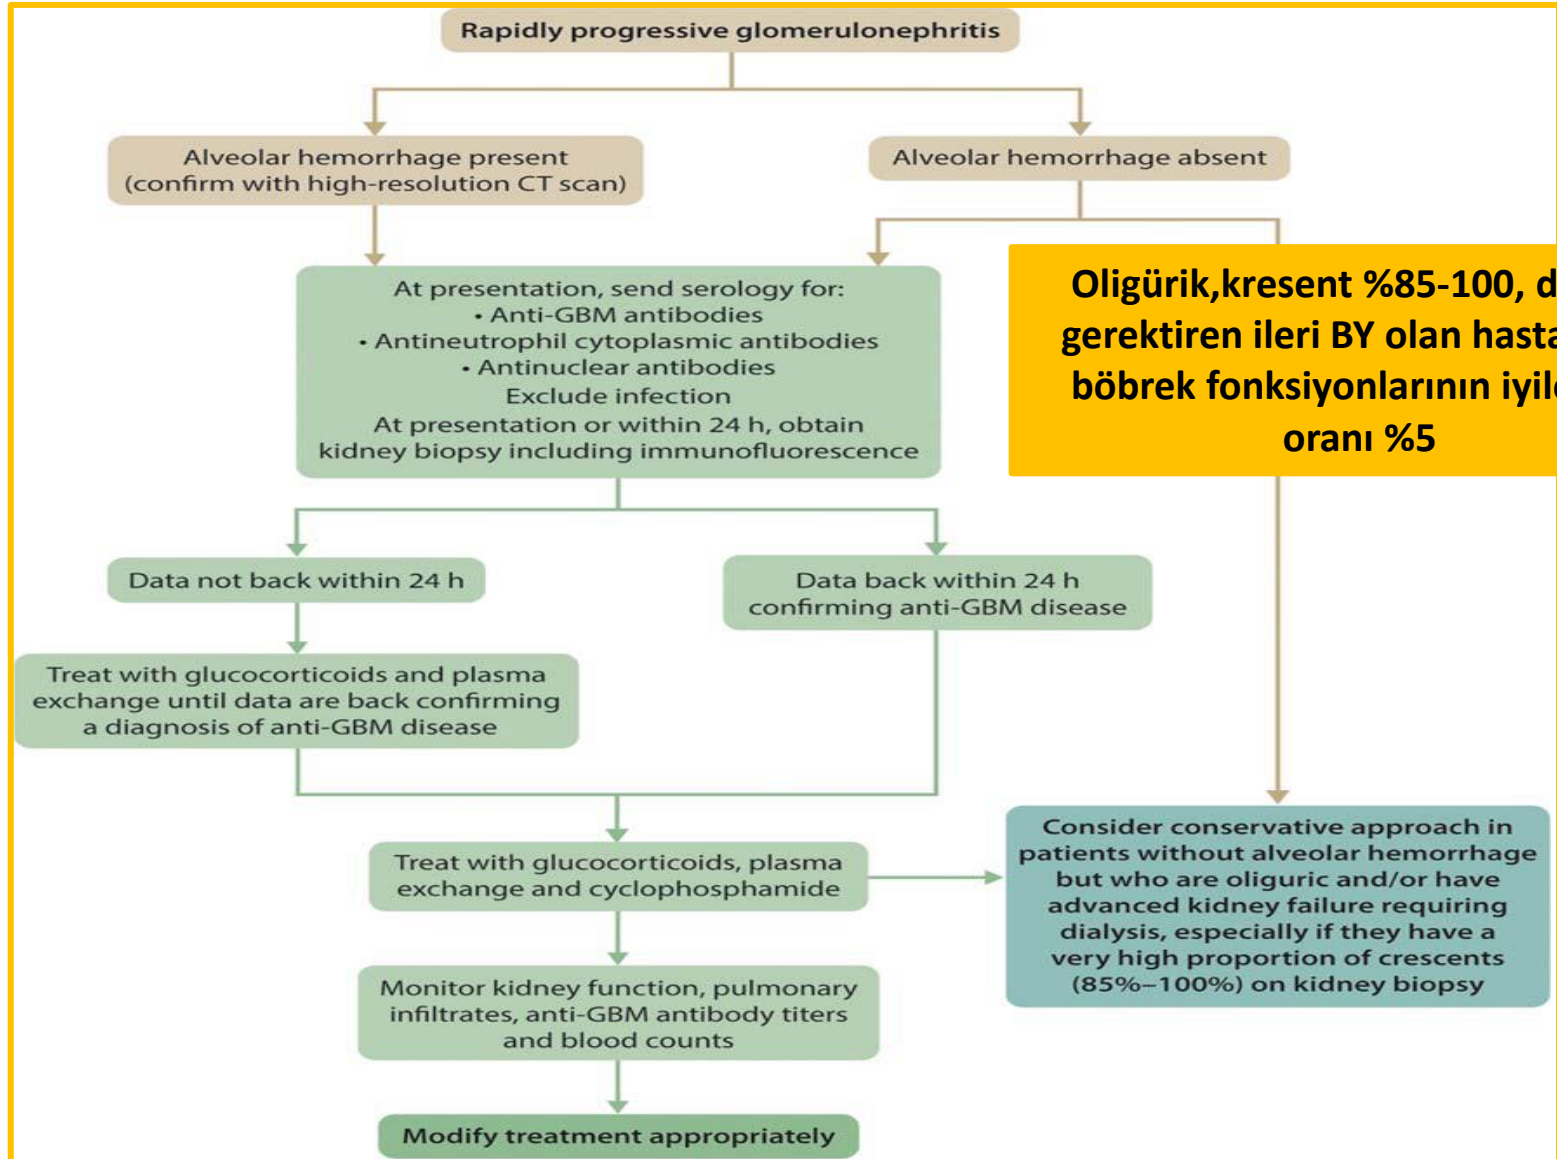 Rapidly progressive glomerulonephritis
Alveolar hemorrhage present
(confirm with high-resolution CT scan)
Alveolar hemorrhage absent
At presentation, send serology for:
• Anti-GBM antibodies
• Antineutrophil cytoplasmic antibodies
• Antinuclear antibodies
Exclude infection
At presentation or within 24 h, obtain
kidney biopsy including immunofluorescence
Oligürik,kresent %85-100, d
gerektiren ileri BY olan hasta
böbrek fonksiyonlarının iyile
oranı %5
Data not back within 24 h
Data back within 24 h
confirming anti-GBM disease
Treat with glucocorticoids and plasma
exchange until data are back confirming
a diagnosis of anti-GBM disease
Treat with glucocorticoids, plasma
exchange and cyclophosphamide
Consider conservative approach in
patients without alveolar hemorrhage
but who are oliguric and/or have
advanced kidney failure requiring
dialysis, especially if they have a
very high proportion of crescents
(85%–100%) on kidney biopsy
Monitor kidney function, pulmonary
infiltrates, anti-GBM antibody titers
and blood counts
Modify treatment appropriately